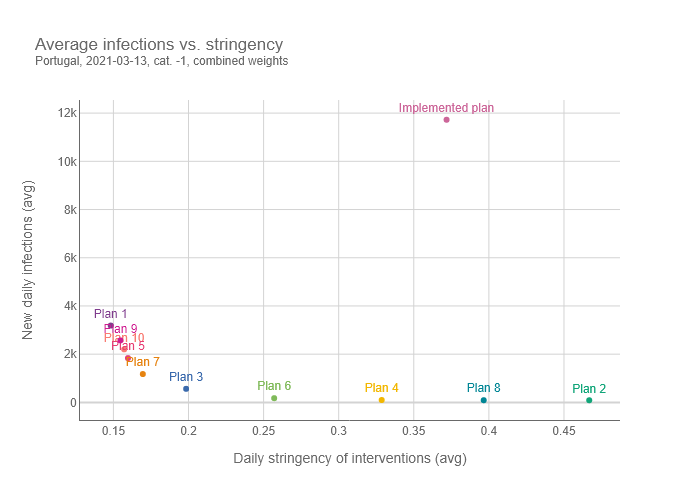 Average infections vs. stringency
Portugal, 2021-03-13, cat. -1, combined weights
New daily infections (avg)
12k
10k
8k
6k
4k
2k
0
Implemented plan
Plan 1
Plan 9
Plan 10
Plan 5
Plan 7
Plan 3
Plan 6
Plan 4
Plan 8
Plan 2
0.15
0.2
0.25
0.3
0.35
0.4
0.45
Daily stringency of interventions (avg)